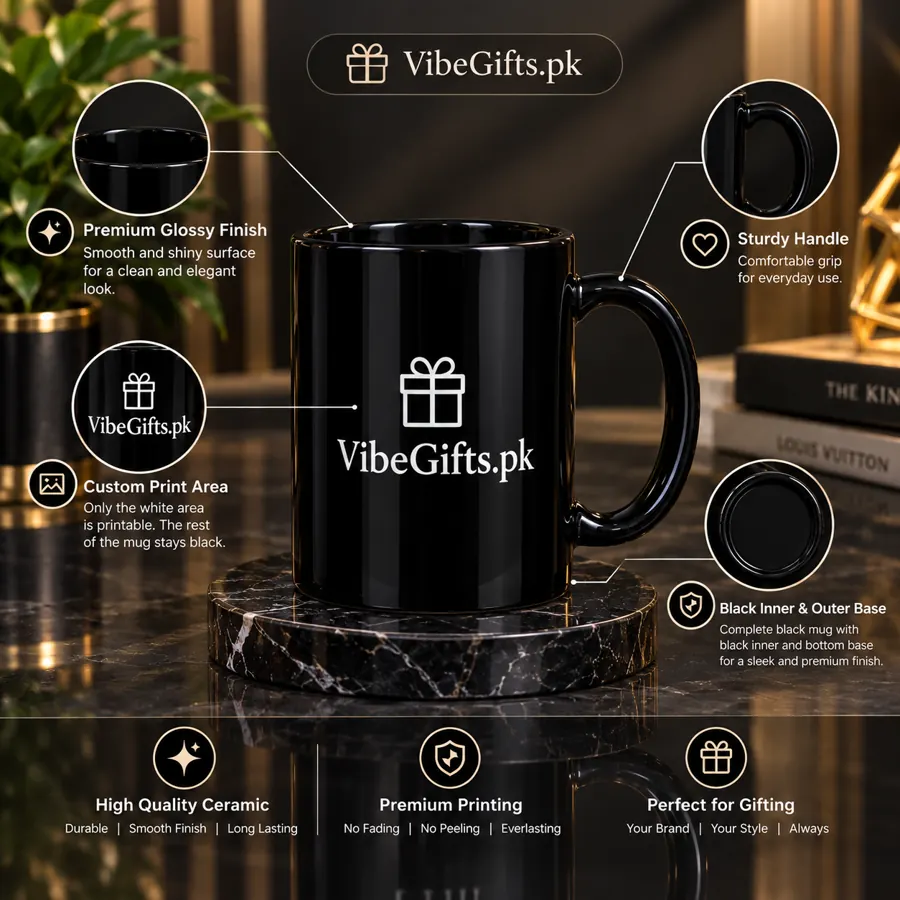 VibeGifts.pk
Premium Glossy Finish
Smooth and shiny surface
for a clean and elegant
look.
Sturdy Handle
Comfortable grip
for everyday use.
VibeGifts.pk
Custom Print Area
Only the white area
is printable. The rest
of the mug stays black.
VibeGifts.pk
THE KIN
LOUIS VUITTON
Black Inner & Outer Base
Complete black mug with
black inner and bottom base
for a sleek and premium finish.
High Quality Ceramic
Durable | Smooth Finish | Long Lasting
Premium Printing
No Fading | No Peeling | Everlasting
Perfect for Gifting
Your Brand | Your Style | Always